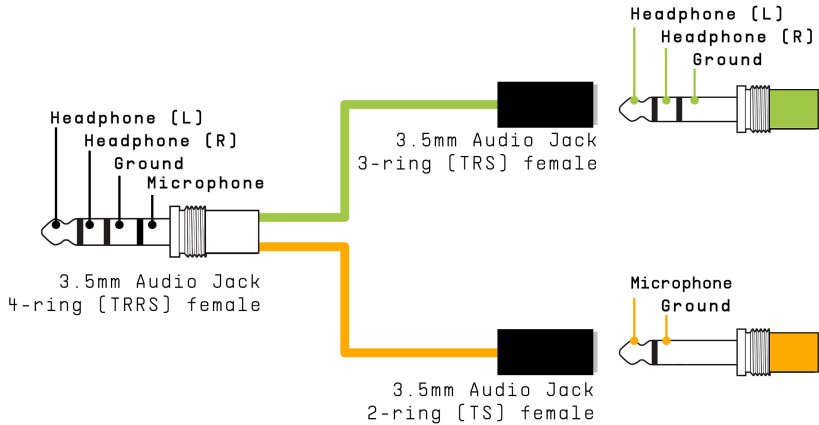 Headphone (L)
Headphone (R)
Ground
Microphone
3.5mm Audio Jack
4-ring (TRRS) female
3.5mm Audio Jack
3-ring (TRS) female
Headphone (L)
Headphone (R)
Ground
3.5mm Audio Jack
2-ring (TS) female
Microphone
Ground